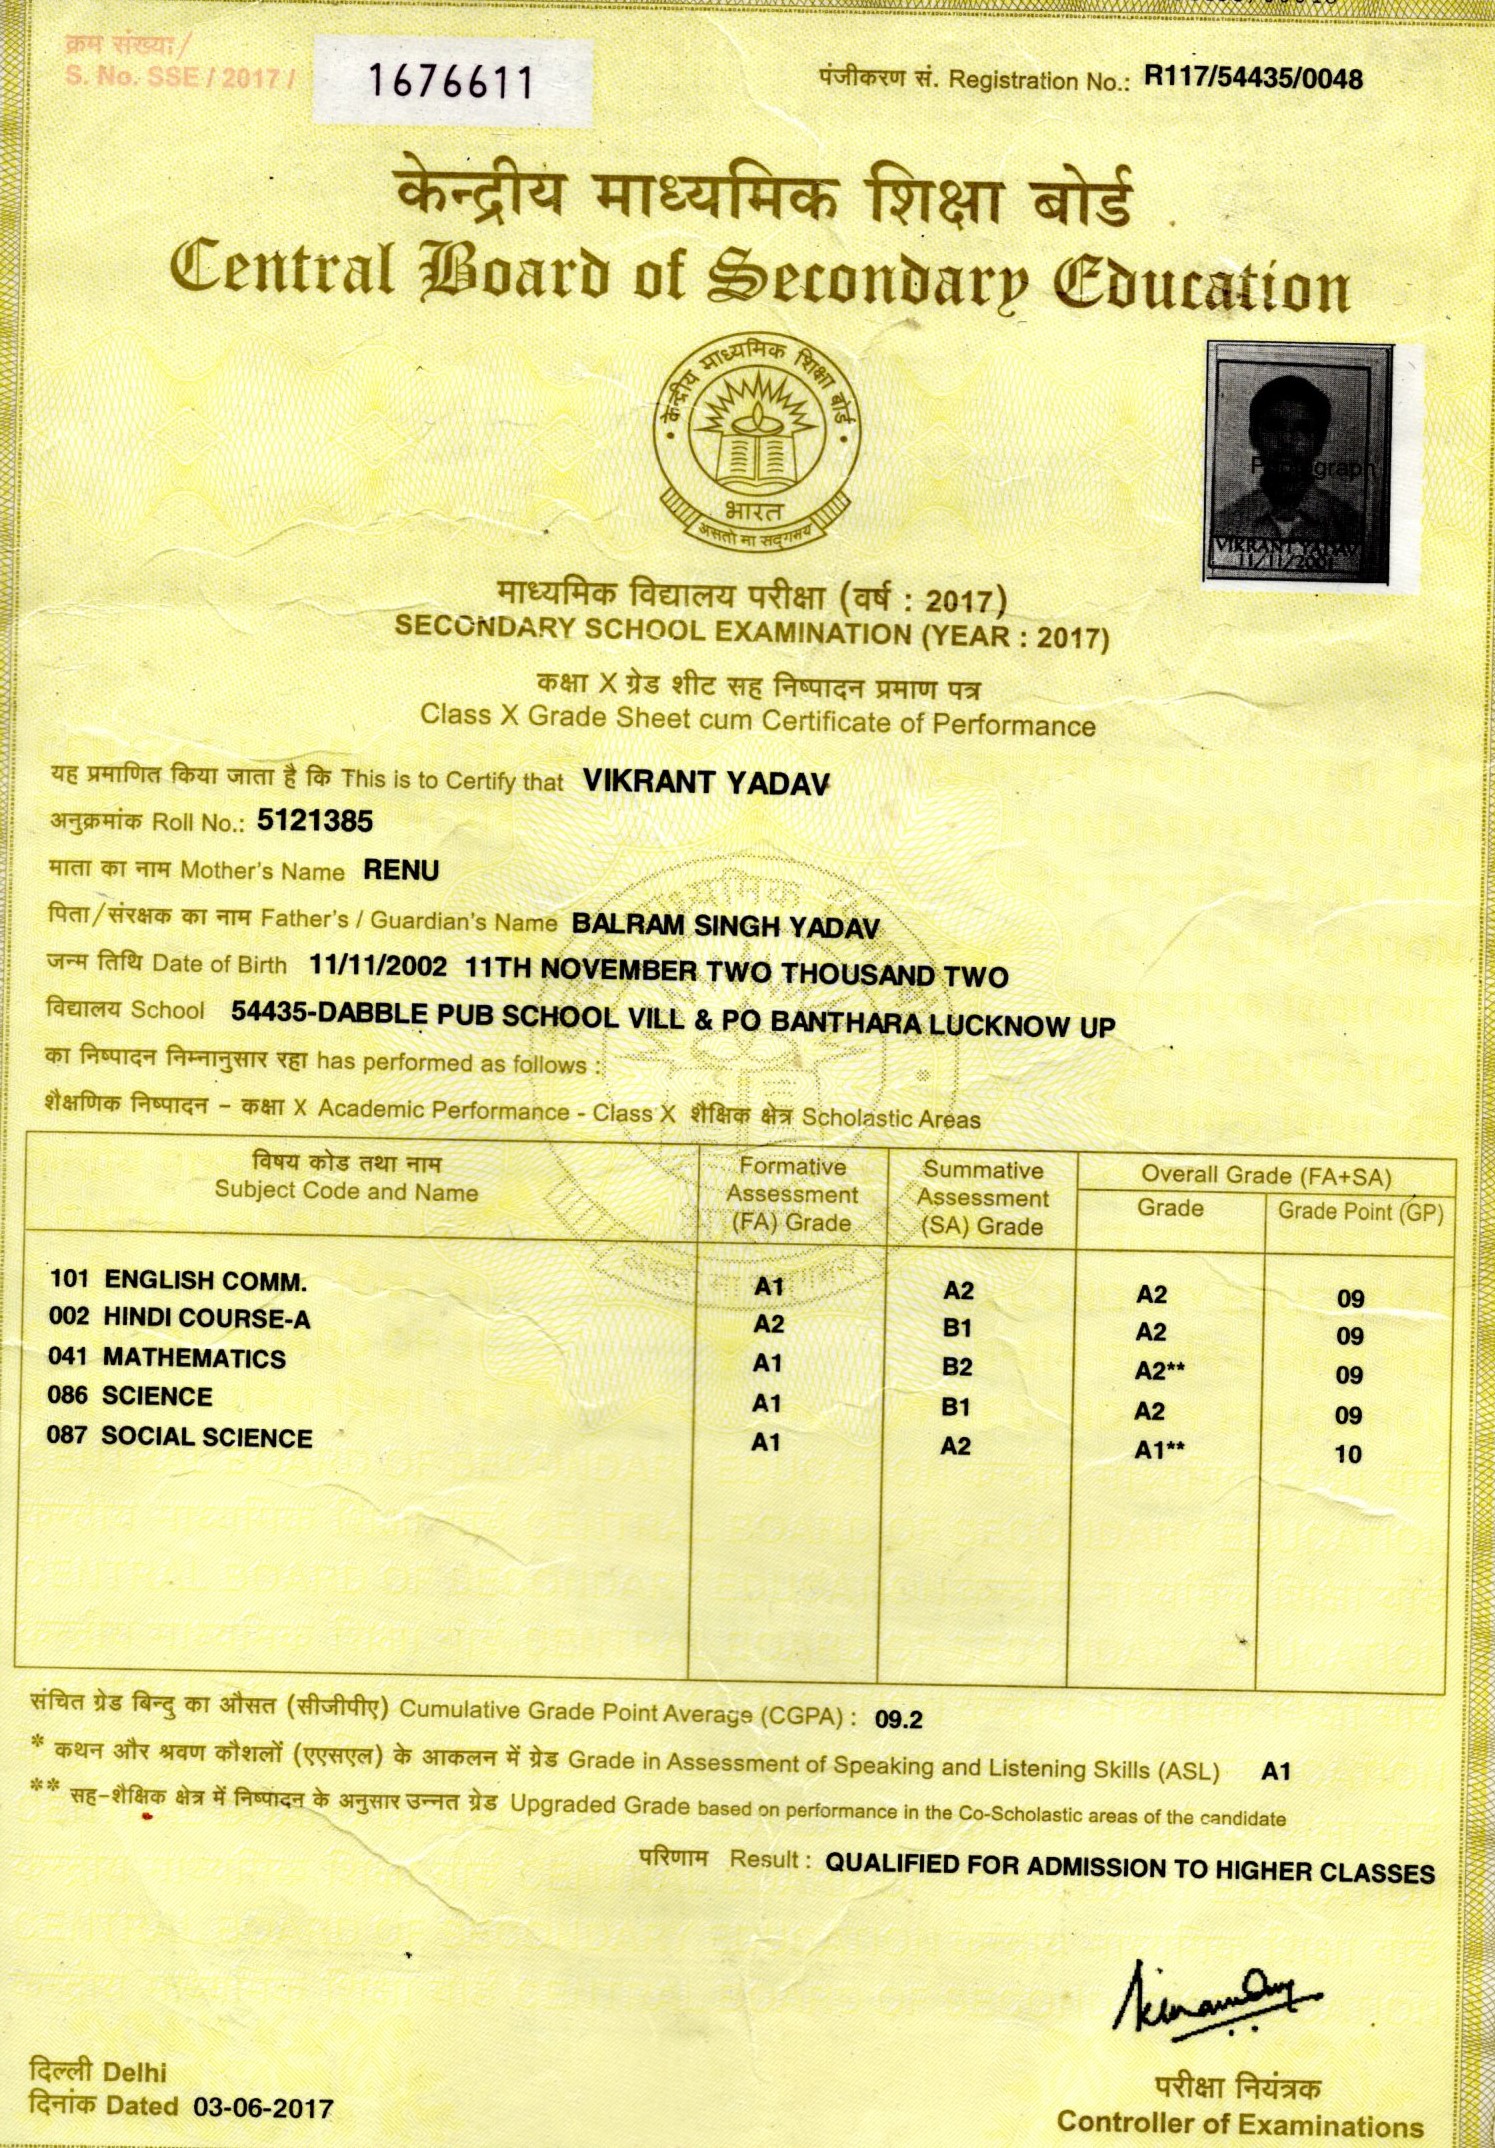 क्रम संख्या/
S. No. SSE / 2017 / 1676611
पंजीकरण सं. Registration No.: R117/54435/0048
केन्द्रीय माध्यमिक शिक्षा बोर्ड
Central Board of Secondary Education
केन्द्रीय माध्यमिक शिक्षा बोर्ड
भारत
असतो मा सद्गमय
VIKRANT YADAV
माध्यमिक विद्यालय परीक्षा (वर्ष : 2017)
SECONDARY SCHOOL EXAMINATION (YEAR : 2017)
कक्षा X ग्रेड शीट सह निष्पादन प्रमाण पत्र
Class X Grade Sheet cum Certificate of Performance
यह प्रमाणित किया जाता है कि This is to Certify that VIKRANT YADAV
अनुक्रमांक Roll No.: 5121385
माता का नाम Mother's Name RENU
पिता/संरक्षक का नाम Father's / Guardian's Name BALRAM SINGH YADAV
जन्म तिथि Date of Birth 11/11/2002 11TH NOVEMBER TWO THOUSAND TWO
विद्यालय School 54435-DABBLE PUB SCHOOL VILL & PO BANTHARA LUCKNOW UP
का निष्पादन निम्नानुसार रहा has performed as follows :
शैक्षणिक निष्पादन – कक्षा X Academic Performance - Class X शैक्षिक क्षेत्र Scholastic Areas
विषय कोड तथा नाम
Subject Code and Name
Formative
Assessment
(FA) Grade
Summative
Assessment
(SA) Grade
Overall Grade (FA+SA)
Grade Grade Point (GP)
101 ENGLISH COMM. A1 A2 A2 09
002 HINDI COURSE-A A2 B1 A2 09
041 MATHEMATICS A1 B2 A2** 09
086 SCIENCE A1 B1 A2 09
087 SOCIAL SCIENCE A1 A2 A1** 10
संचित ग्रेड बिन्दु का औसत (सीजीपीए) Cumulative Grade Point Average (CGPA) : 09.2
* कथन और श्रवण कौशलों (एएसएल) के आकलन में ग्रेड Grade in Assessment of Speaking and Listening Skills (ASL) A1
** सह–शैक्षिक क्षेत्र में निष्पादन के अनुसार उन्नत ग्रेड Upgraded Grade based on performance in the Co-Scholastic areas of the candidate
परिणाम Result : QUALIFIED FOR ADMISSION TO HIGHER CLASSES
दिल्ली Delhi
दिनांक Dated 03-06-2017
परीक्षा नियंत्रक
Controller of Examinations